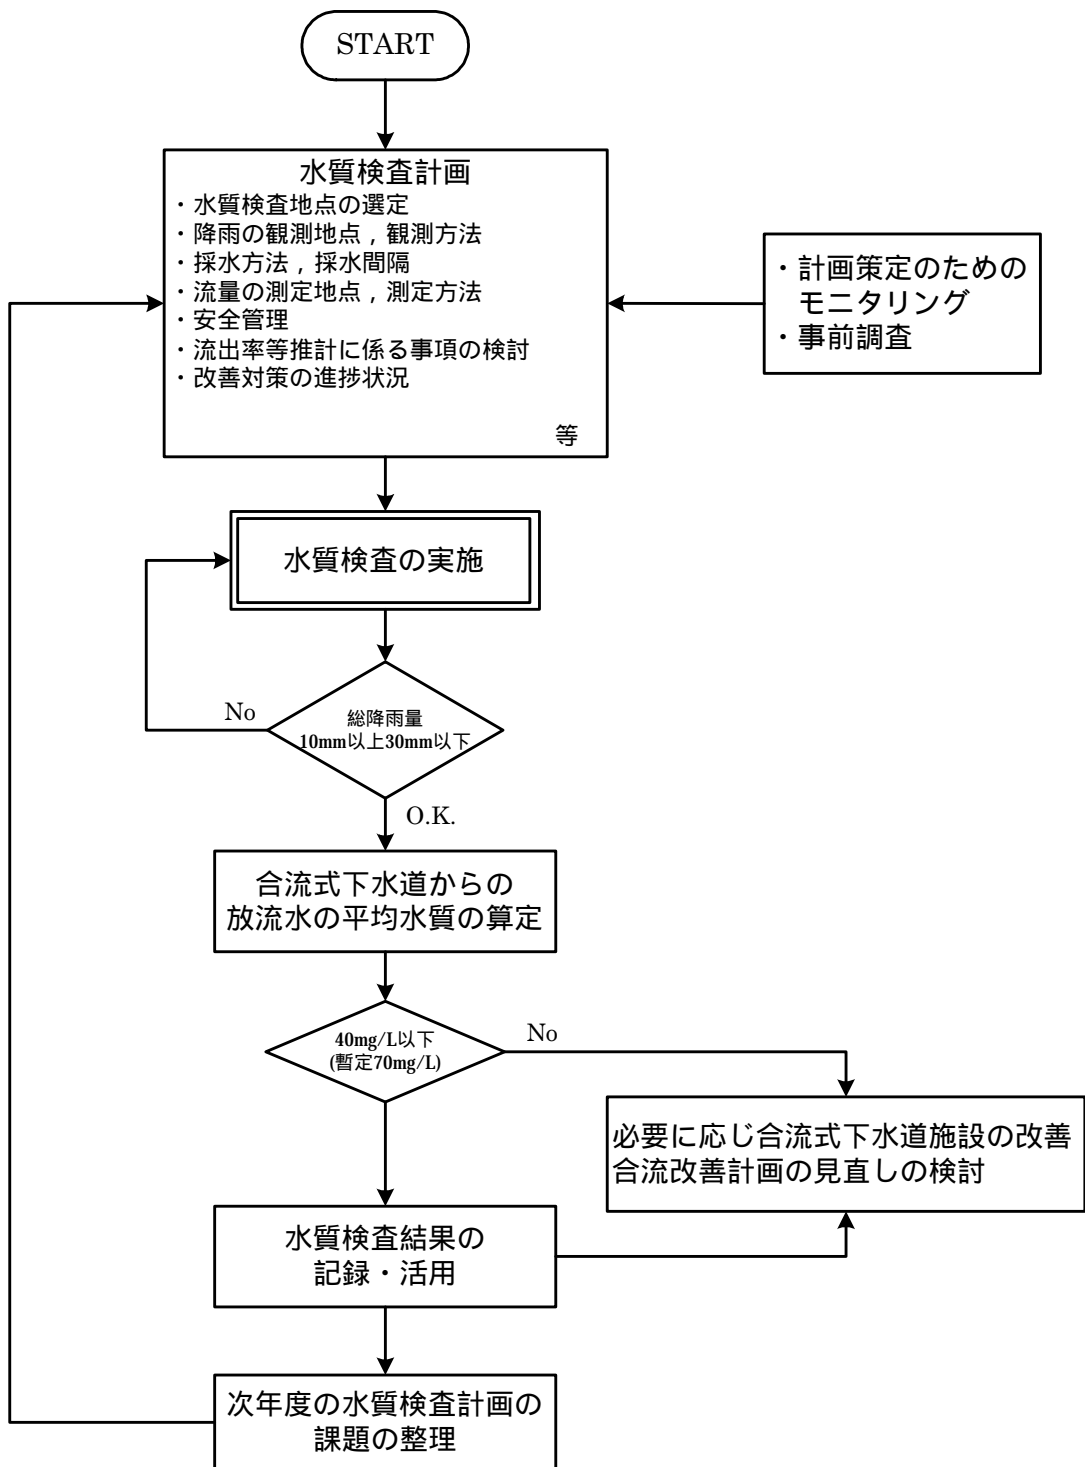 START
水質検査計画
・水質検査地点の選定
・降雨の観測地点，観測方法
・採水方法，採水間隔
・流量の測定地点，測定方法
・安全管理
・流出率等推計に係る事項の検討
・改善対策の進捗状況
等
・計画策定のための
モニタリング
・事前調査
水質検査の実施
No
総降雨量
10mm以上30mm以下
O.K.
合流式下水道からの
放流水の平均水質の算定
40mg/L以下
(暫定70mg/L)
No
必要に応じ合流式下水道施設の改善
合流改善計画の見直しの検討
水質検査結果の
記録・活用
次年度の水質検査計画の
課題の整理